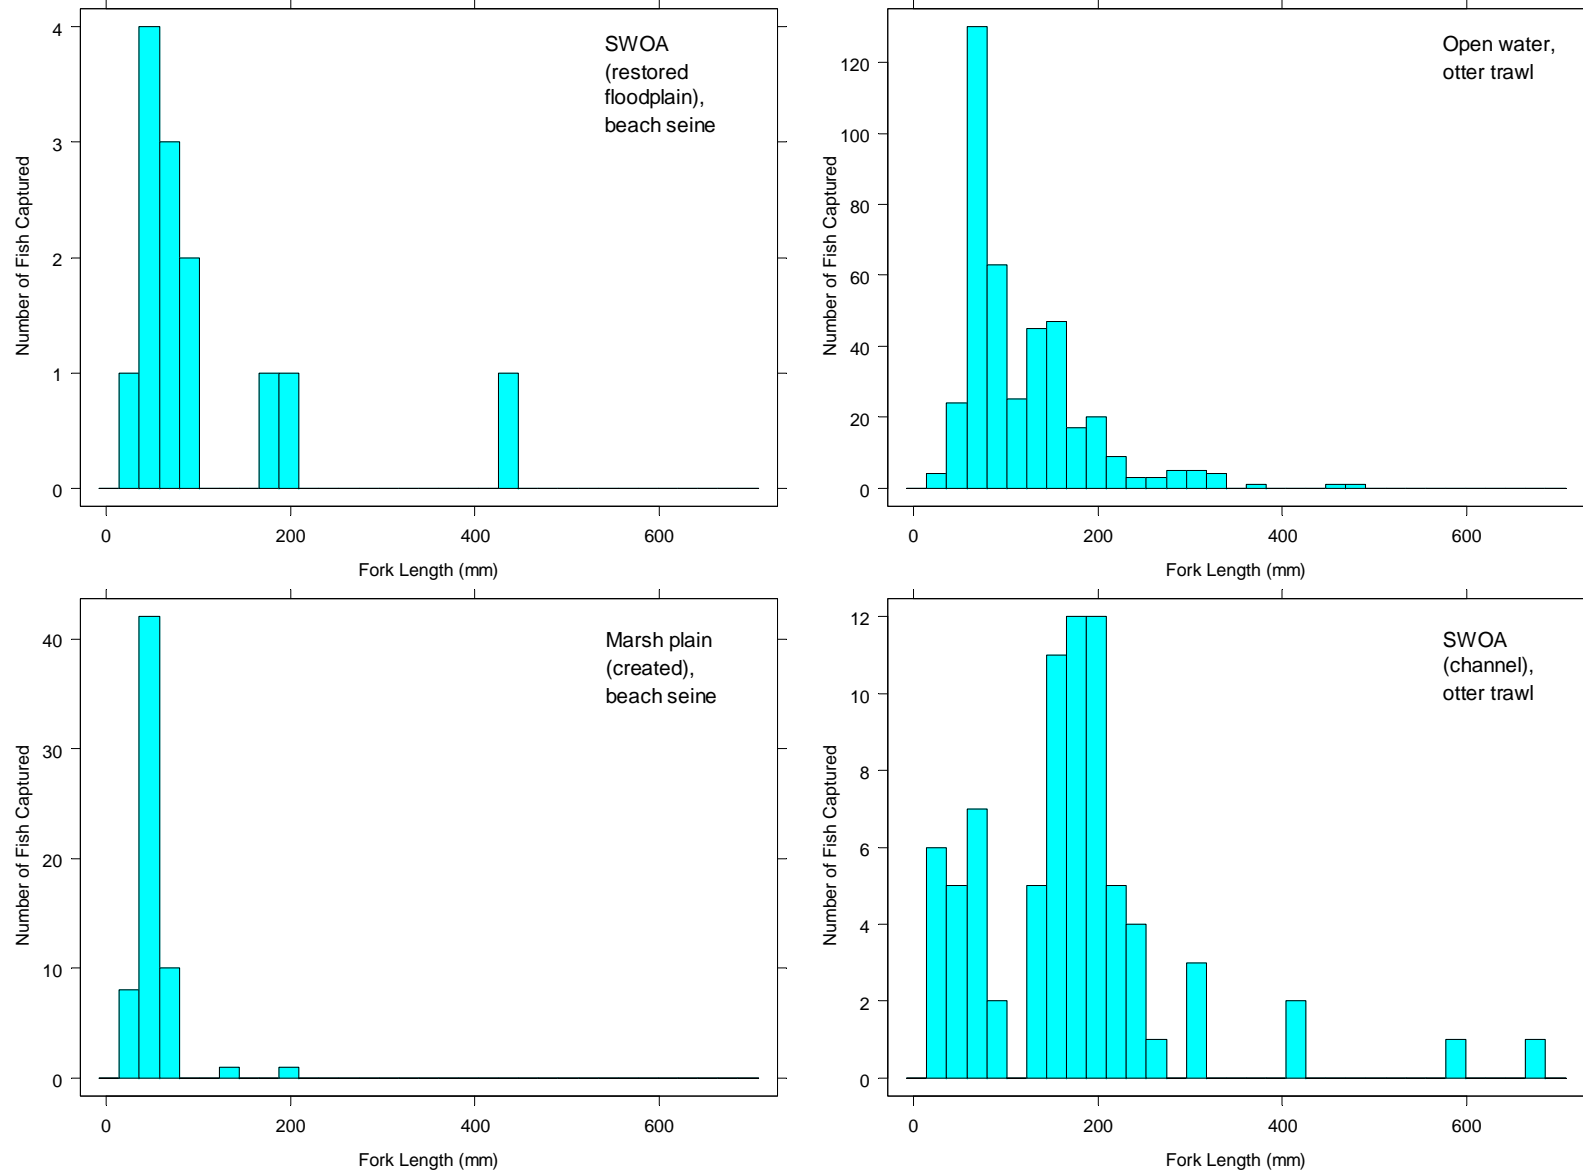 SWOA
(restored
floodplain),
beach seine
Number of Fish Captured
4
3
2
1
0
0 200 400 600
Fork Length (mm)
Open water,
otter trawl
Number of Fish Captured
120
100
80
60
40
20
0
0 200 400 600
Fork Length (mm)
Marsh plain
(created),
beach seine
Number of Fish Captured
40
30
20
10
0
0 200 400 600
Fork Length (mm)
SWOA
(channel),
otter trawl
Number of Fish Captured
12
10
8
6
4
2
0
0 200 400 600
Fork Length (mm)